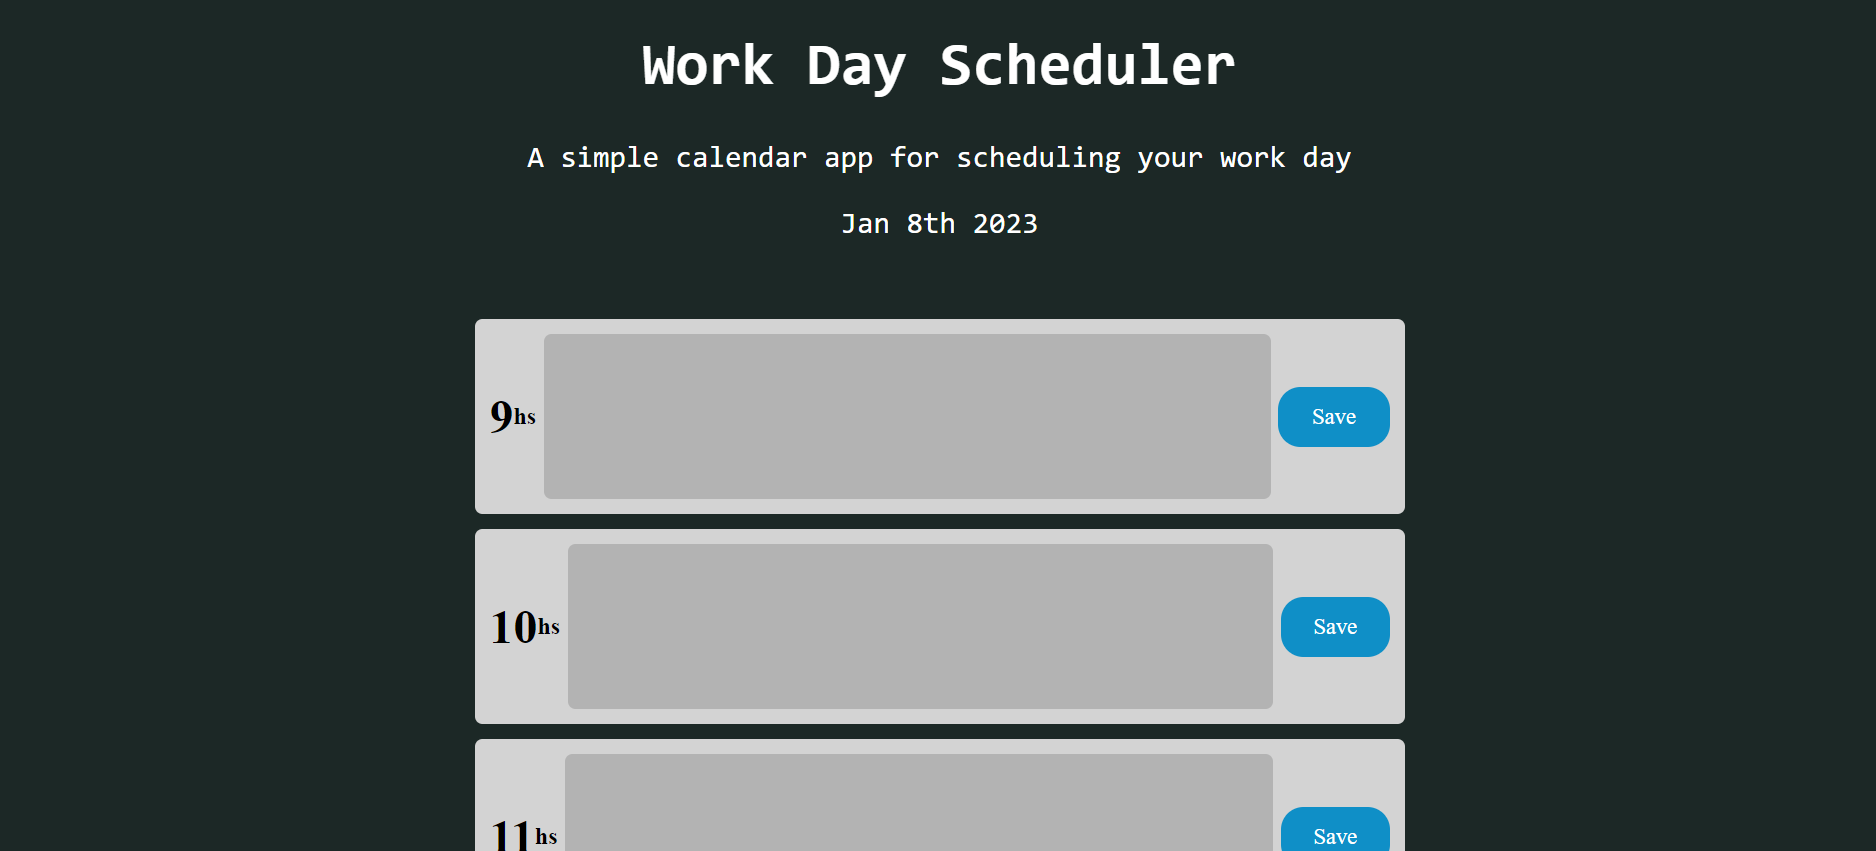 Work Day Scheduler
A simple calendar app for scheduling your work day
Jan 8th 2023
9hs Save
10hs Save
11hs Save